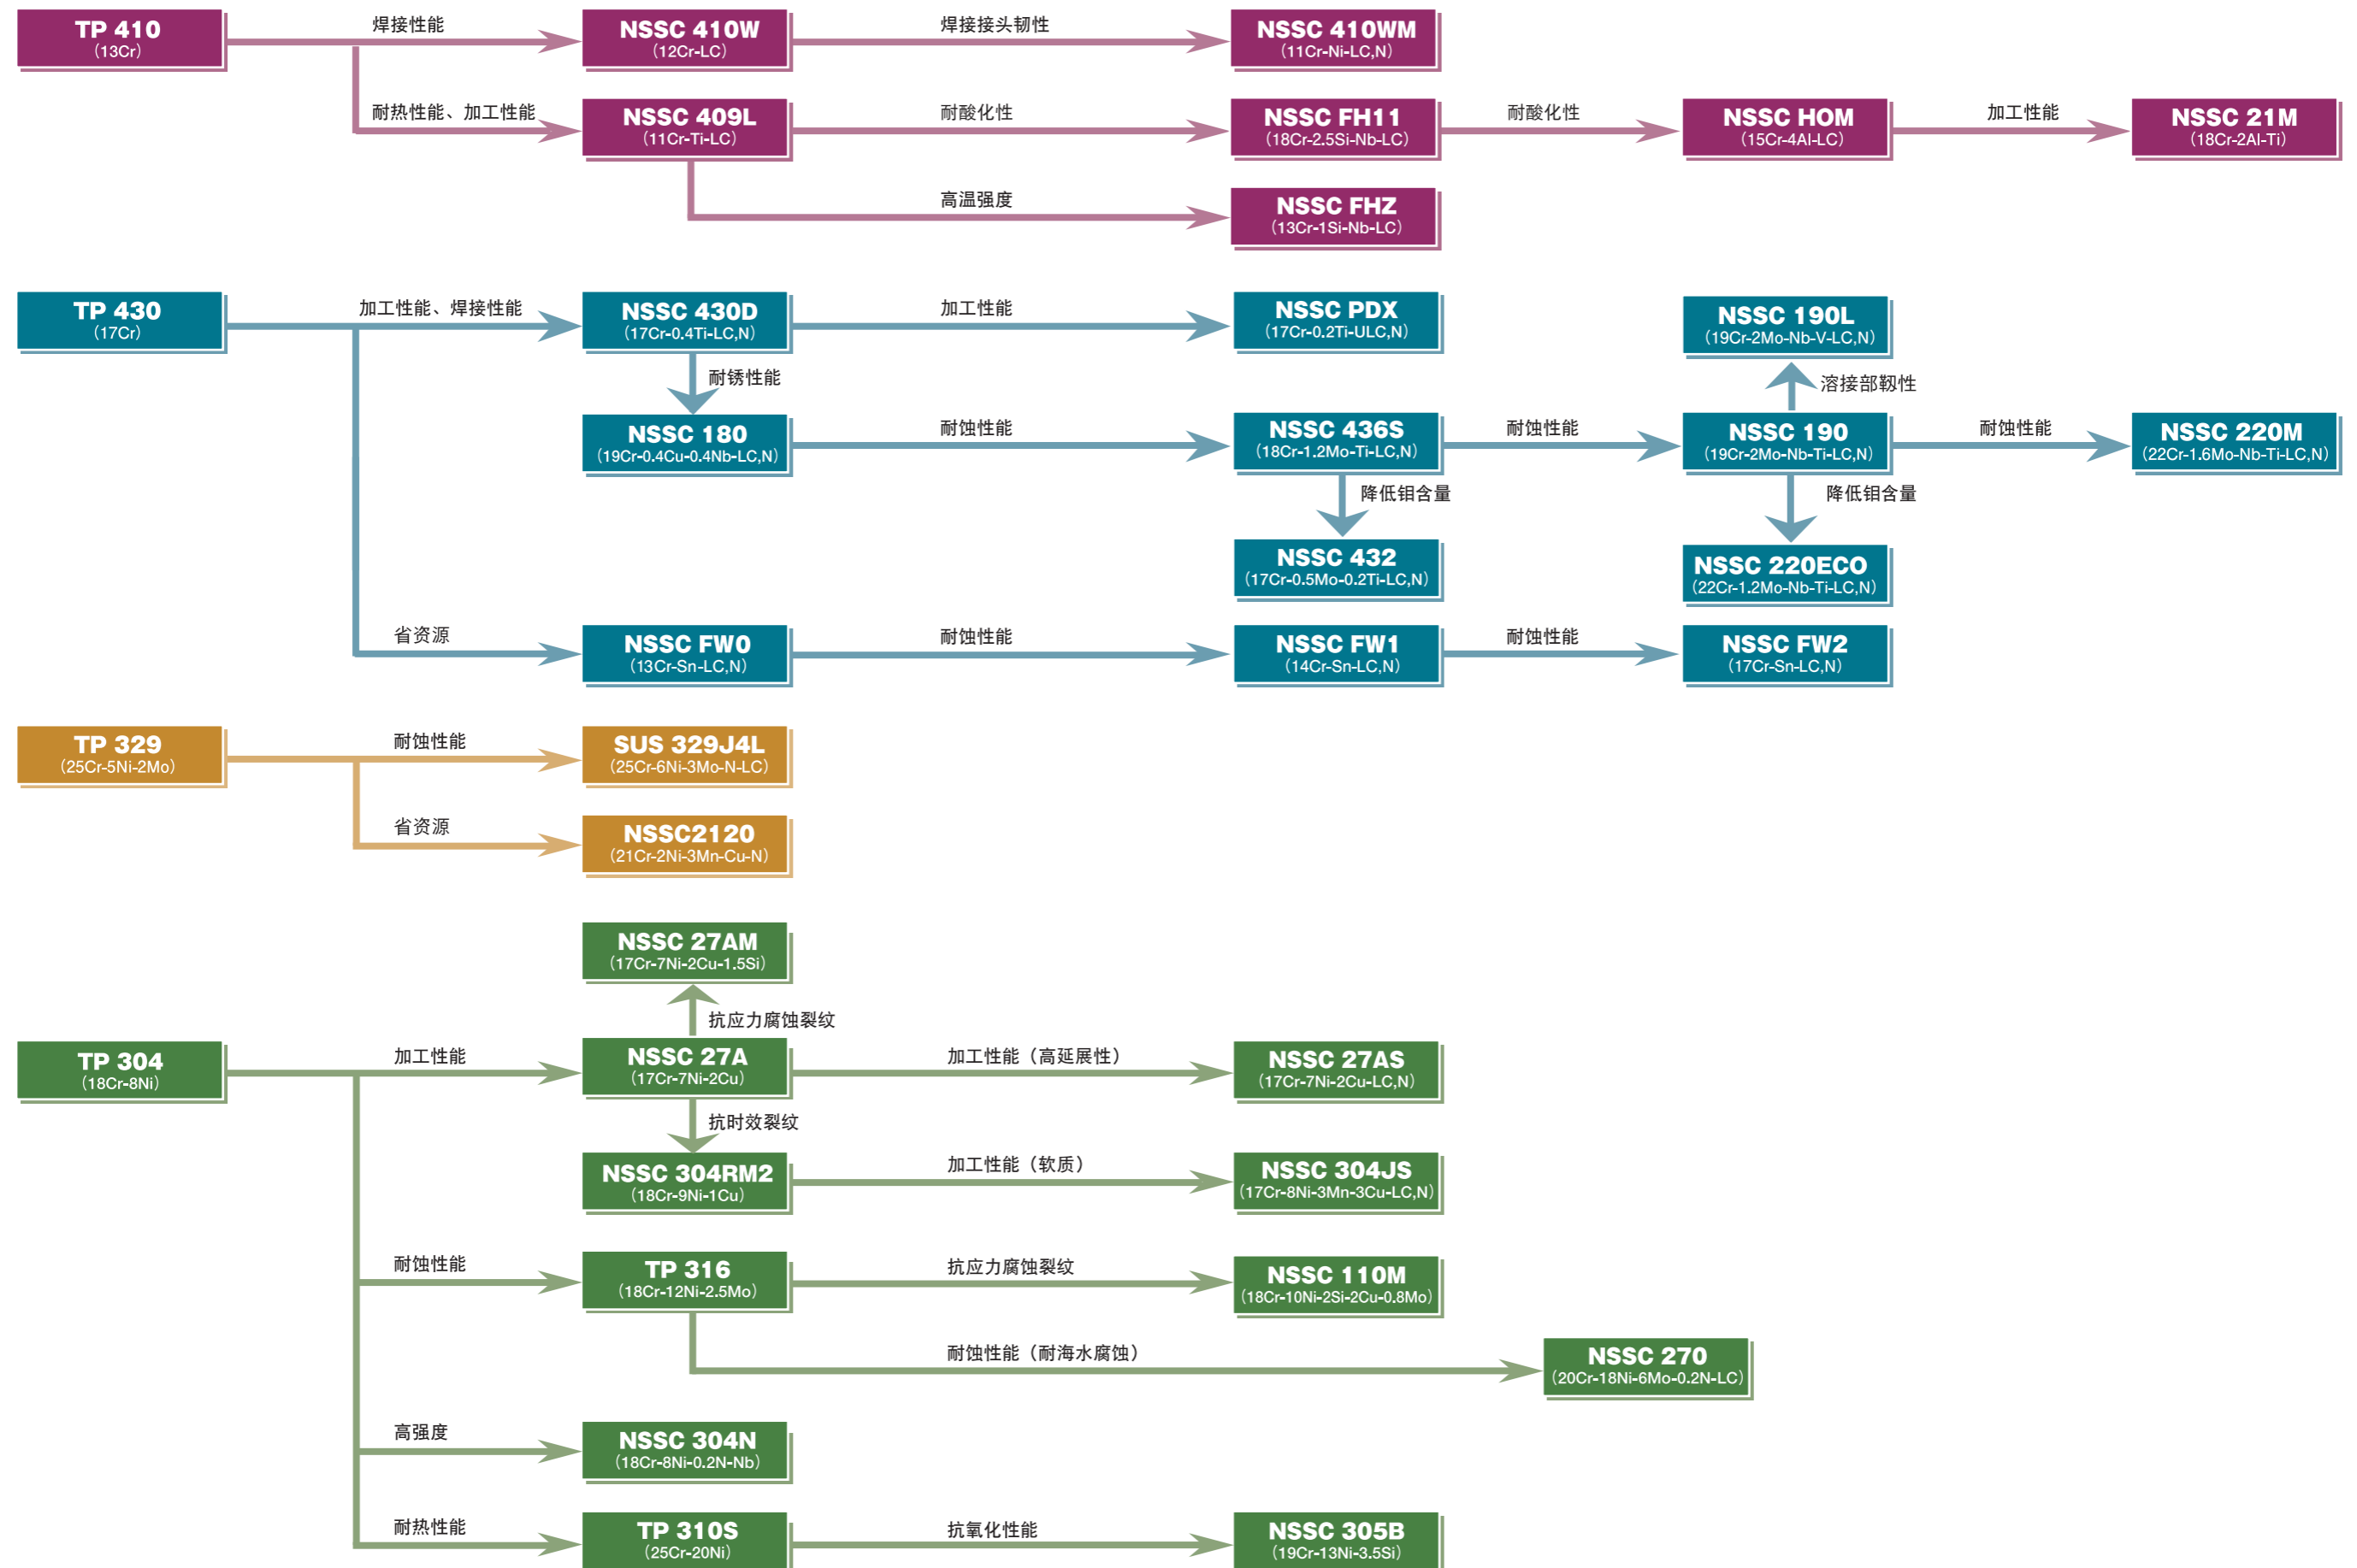 TP 410
（13Cr）
焊接性能
NSSC 410W
（12Cr-LC）
焊接接头韧性
NSSC 410WM
（11Cr-Ni-LC,N）
耐热性能、加工性能
NSSC 409L
（11Cr-Ti-LC）
耐酸化性
NSSC FH11
（18Cr-2.5Si-Nb-LC）
耐酸化性
NSSC HOM
（15Cr-4Al-LC）
加工性能
NSSC 21M
（18Cr-2Al-Ti）
高温强度
NSSC FHZ
（13Cr-1Si-Nb-LC）
TP 430
（17Cr）
加工性能、焊接性能
NSSC 430D
（17Cr-0.4Ti-LC,N）
加工性能
NSSC PDX
（17Cr-0.2Ti-ULC,N）
NSSC 190L
（19Cr-2Mo-Nb-V-LC,N）
耐锈性能
溶接部靱性
NSSC 180
（19Cr-0.4Cu-0.4Nb-LC,N）
耐蚀性能
NSSC 436S
（18Cr-1.2Mo-Ti-LC,N）
耐蚀性能
NSSC 190
（19Cr-2Mo-Nb-Ti-LC,N）
耐蚀性能
NSSC 220M
（22Cr-1.6Mo-Nb-Ti-LC,N）
降低钼含量
降低钼含量
NSSC 432
（17Cr-0.5Mo-0.2Ti-LC,N）
NSSC 220ECO
（22Cr-1.2Mo-Nb-Ti-LC,N）
省资源
NSSC FW0
（13Cr-Sn-LC,N）
耐蚀性能
NSSC FW1
（14Cr-Sn-LC,N）
耐蚀性能
NSSC FW2
（17Cr-Sn-LC,N）
TP 329
（25Cr-5Ni-2Mo）
耐蚀性能
SUS 329J4L
（25Cr-6Ni-3Mo-N-LC）
省资源
NSSC2120
（21Cr-2Ni-3Mn-Cu-N）
NSSC 27AM
（17Cr-7Ni-2Cu-1.5Si）
抗应力腐蚀裂纹
TP 304
（18Cr-8Ni）
加工性能
NSSC 27A
（17Cr-7Ni-2Cu）
加工性能（高延展性）
NSSC 27AS
（17Cr-7Ni-2Cu-LC,N）
抗时效裂纹
NSSC 304RM2
（18Cr-9Ni-1Cu）
加工性能（软质）
NSSC 304JS
（17Cr-8Ni-3Mn-3Cu-LC,N）
耐蚀性能
TP 316
（18Cr-12Ni-2.5Mo）
抗应力腐蚀裂纹
NSSC 110M
（18Cr-10Ni-2Si-2Cu-0.8Mo）
耐蚀性能（耐海水腐蚀）
NSSC 270
（20Cr-18Ni-6Mo-0.2N-LC）
高强度
NSSC 304N
（18Cr-8Ni-0.2N-Nb）
耐热性能
TP 310S
（25Cr-20Ni）
抗氧化性能
NSSC 305B
（19Cr-13Ni-3.5Si）